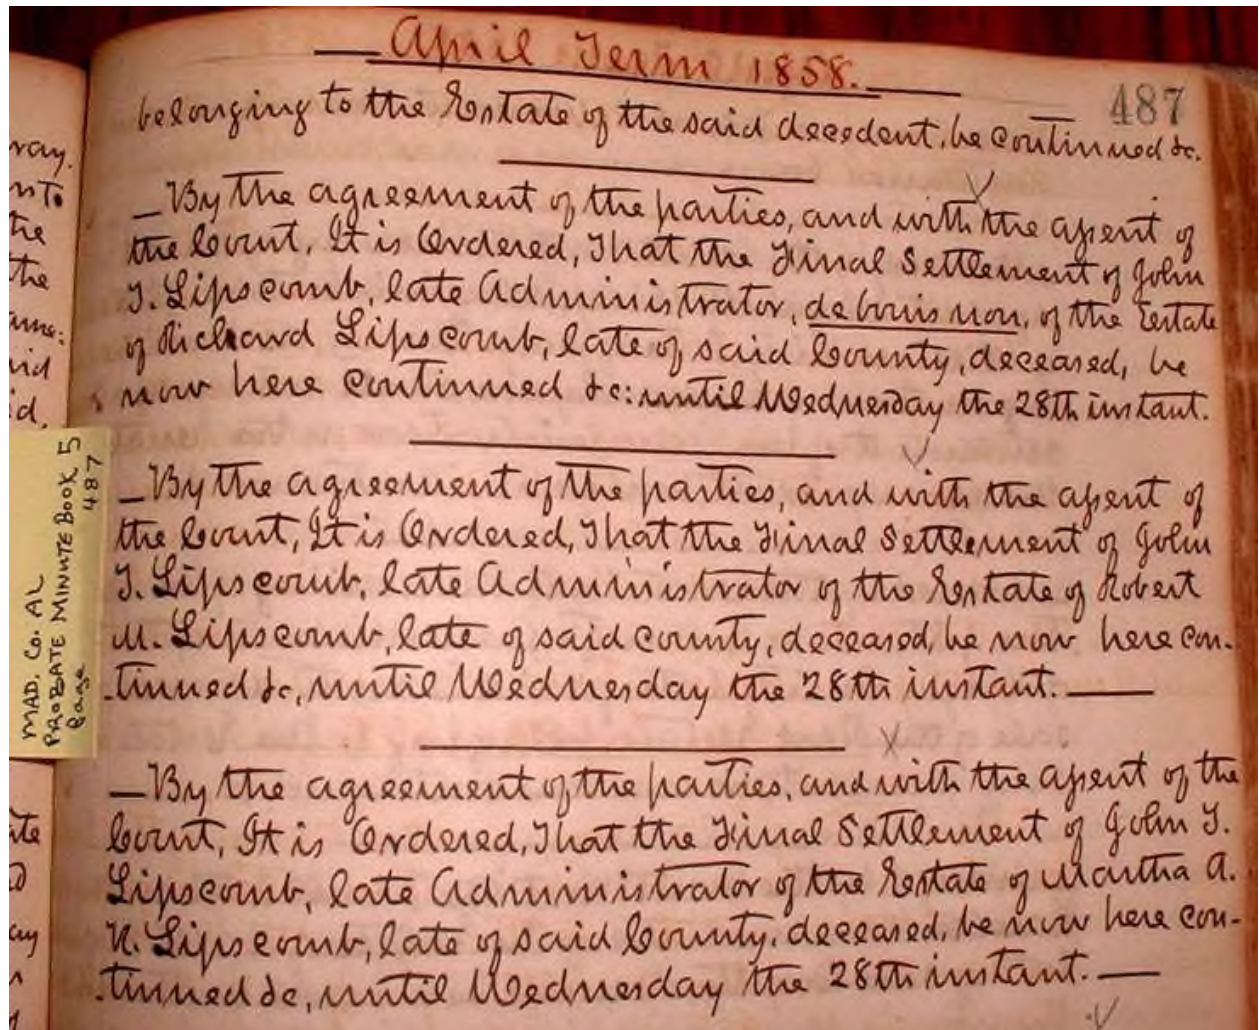 April Term 1858.
487
belonging to the Estate of the said decedent, be continued &c.
By the agreement of the parties, and with the assent of
the Court, It is Ordered, That the Final Settlement of John
T. Lipscomb, late Administrator, de bonis non, of the Estate
of Richard Lipscomb, late of said County, deceased, be
now here continued &c: until Wednesday the 28th instant.
By the agreement of the parties, and with the assent of
the Court, It is Ordered, That the Final Settlement of John
T. Lipscomb, late Administrator of the Estate of Robert
M. Lipscomb, late of said County, deceased, be now here con-
-tinued &c, until Wednesday the 28th instant.
By the agreement of the parties, and with the assent of the
Court, It is Ordered, That the Final Settlement of John T.
Lipscomb, late Administrator of the Estate of Martha A.
K. Lipscomb, late of said County, deceased, be now here con-
-tinued &c, until Wednesday the 28th instant.
MAD. Co. AL
PROBATE MINUTE BOOK 5
Page 487
the
the